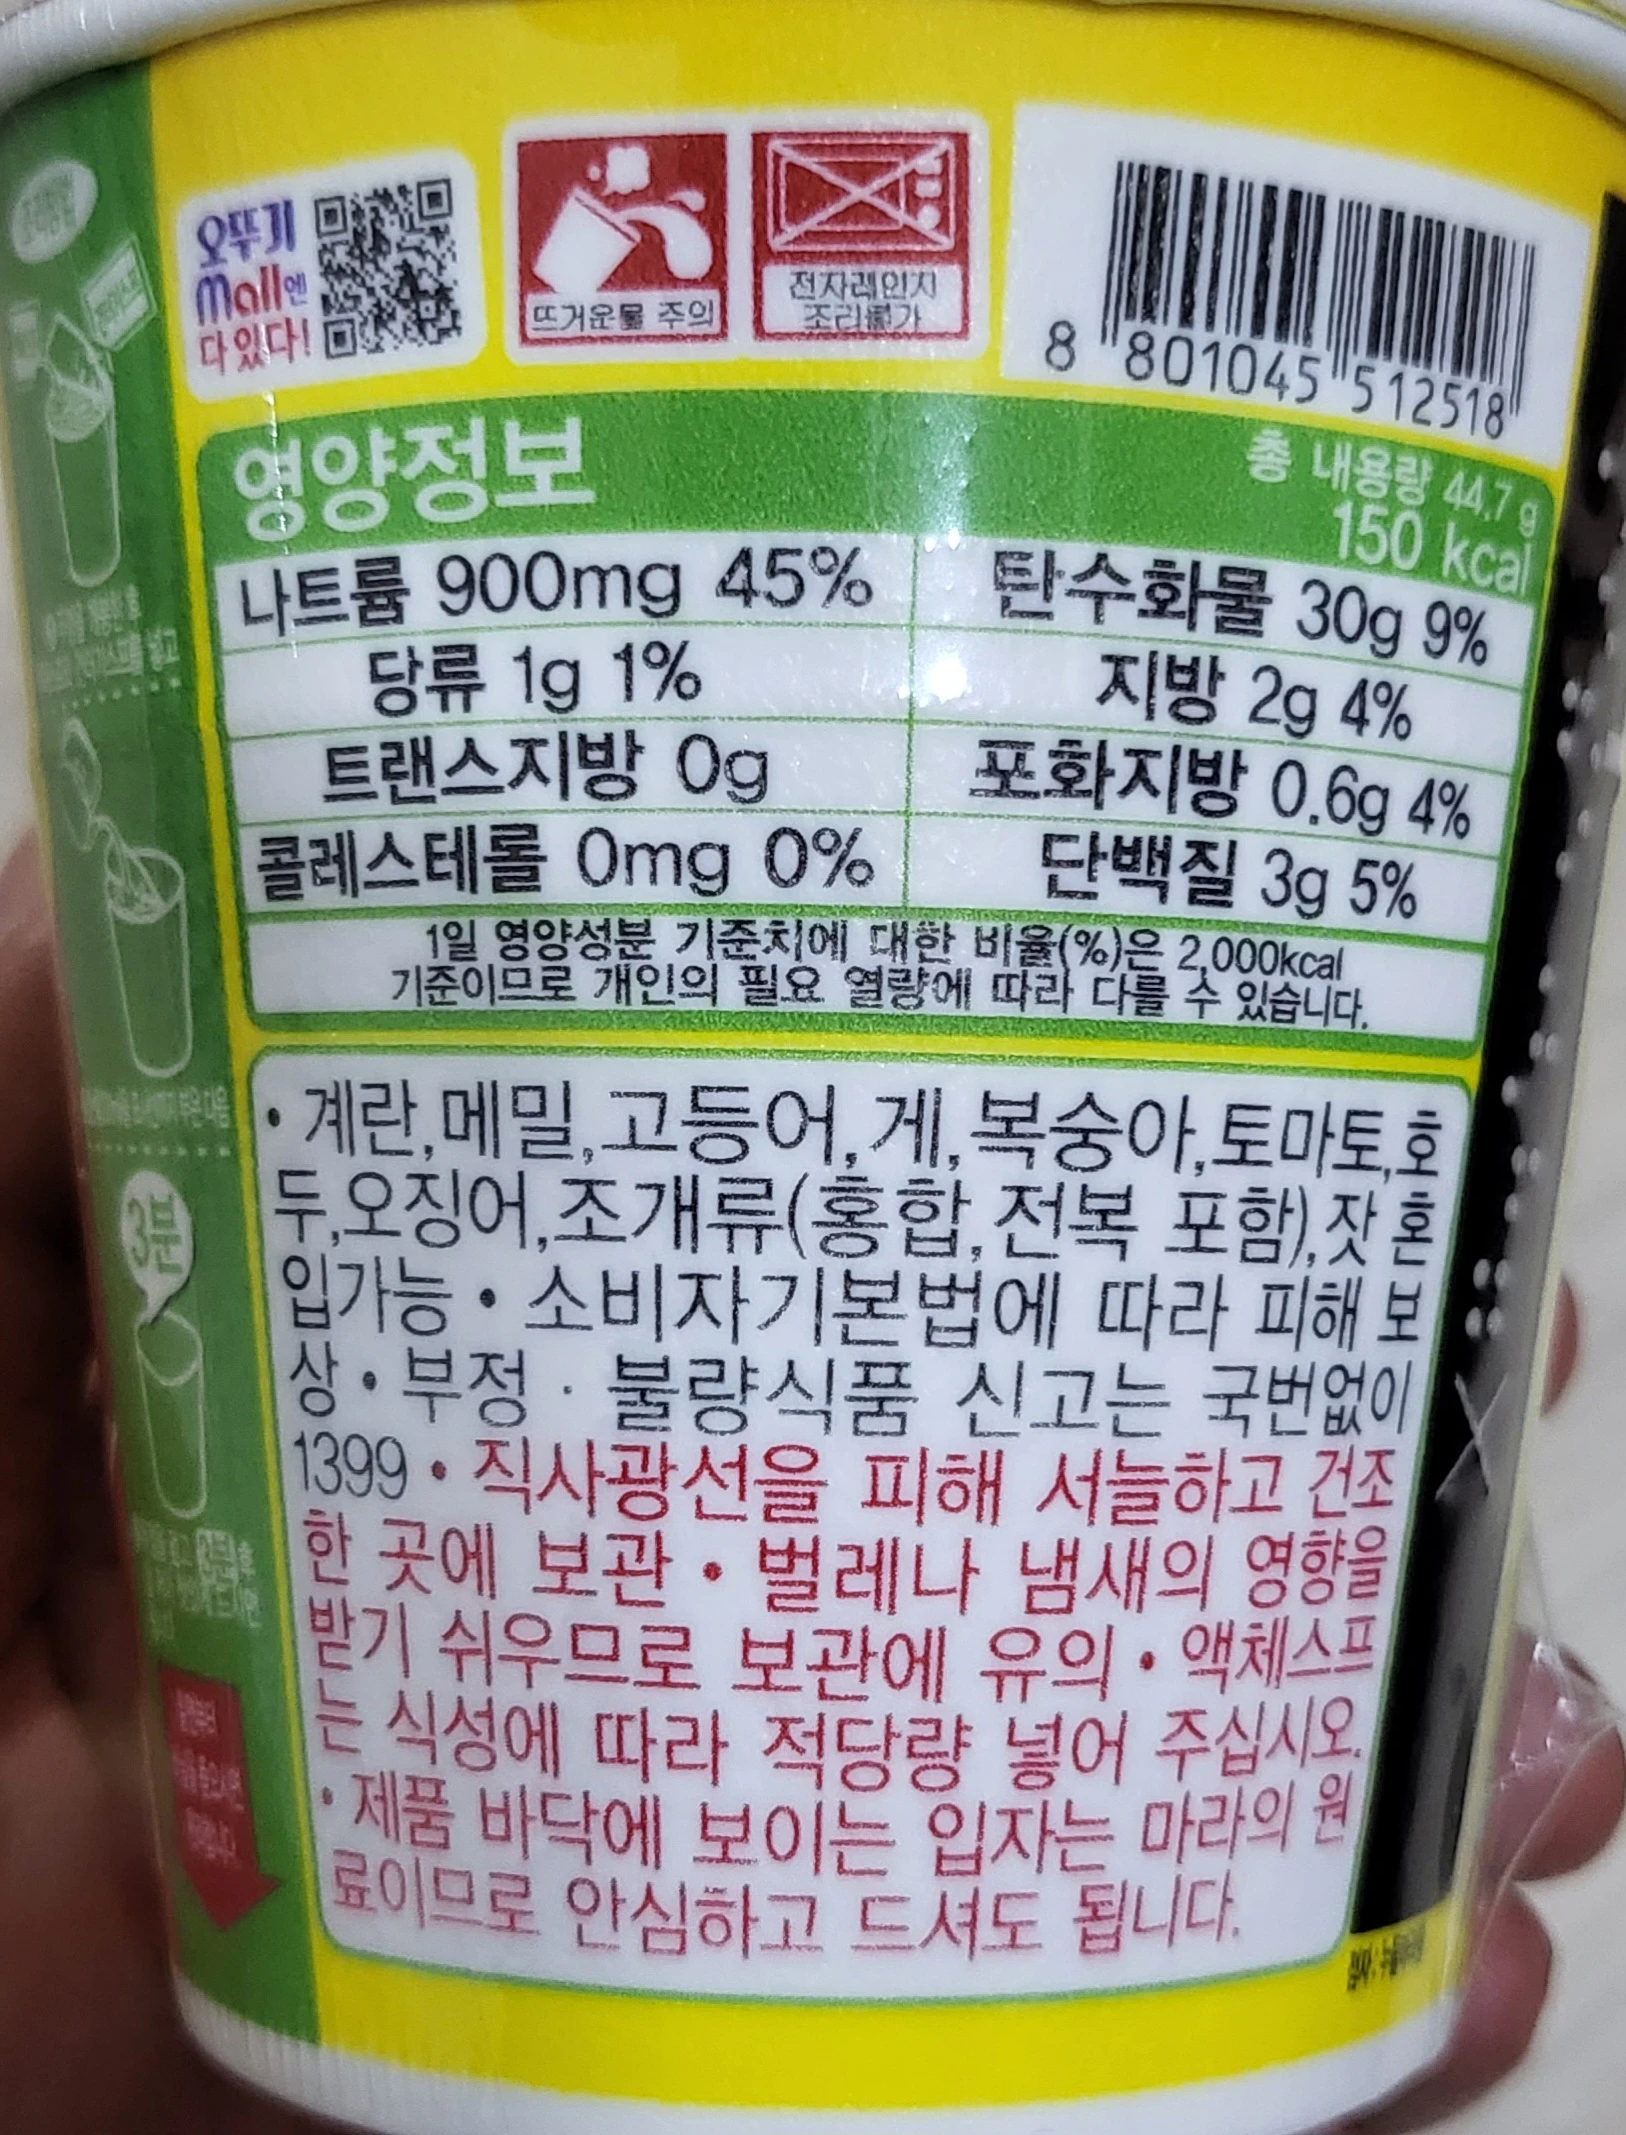 오뚜기
Mall엔
다있다!
뜨거운물 주의
전자레인지
조리불가
8 801045 512518
영양정보
총 내용량 44.7 g
150 kcal
나트륨 900mg 45%
탄수화물 30g 9%
당류 1g 1%
지방 2g 4%
트랜스지방 0g
포화지방 0.6g 4%
콜레스테롤 0mg 0%
단백질 3g 5%
1일 영양성분 기준치에 대한 비율(%)은 2,000kcal
기준이므로 개인의 필요 열량에 따라 다를 수 있습니다.
• 계란,메밀,고등어,게,복숭아,토마토,호
두,오징어,조개류(홍합,전복 포함),잣 혼
입가능 • 소비자기본법에 따라 피해 보
상 • 부정 · 불량식품 신고는 국번없이
1399 • 직사광선을 피해 서늘하고 건조
한 곳에 보관 • 벌레나 냄새의 영향을
받기 쉬우므로 보관에 유의 • 액체스프
는 식성에 따라 적당량 넣어 주십시오.
• 제품 바닥에 보이는 입자는 마라의 원
료이므로 안심하고 드셔도 됩니다.
3분